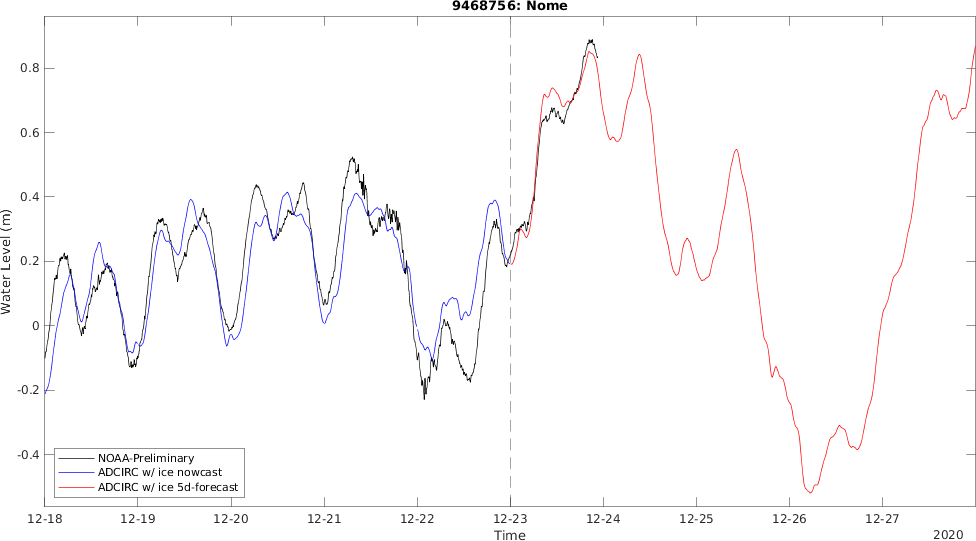 9468756: Nome
Water Level (m)
0.8
0.6
0.4
0.2
0
-0.2
-0.4
NOAA-Preliminary
ADCIRC w/ ice nowcast
ADCIRC w/ ice 5d-forecast
12-18 12-19 12-20 12-21 12-22 12-23 12-24 12-25 12-26 12-27
Time
2020